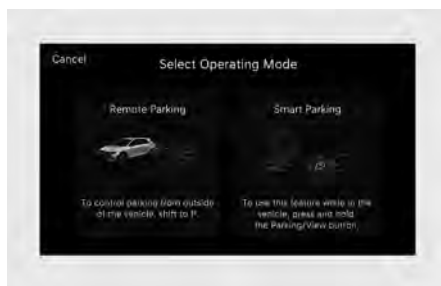 Cancel
Select Operating Mode
Remote Parking
Smart Parking
To control parking from outside
of the vehicle, shift to P.
To use this feature while in the
vehicle, press and hold
the Parking/View button.